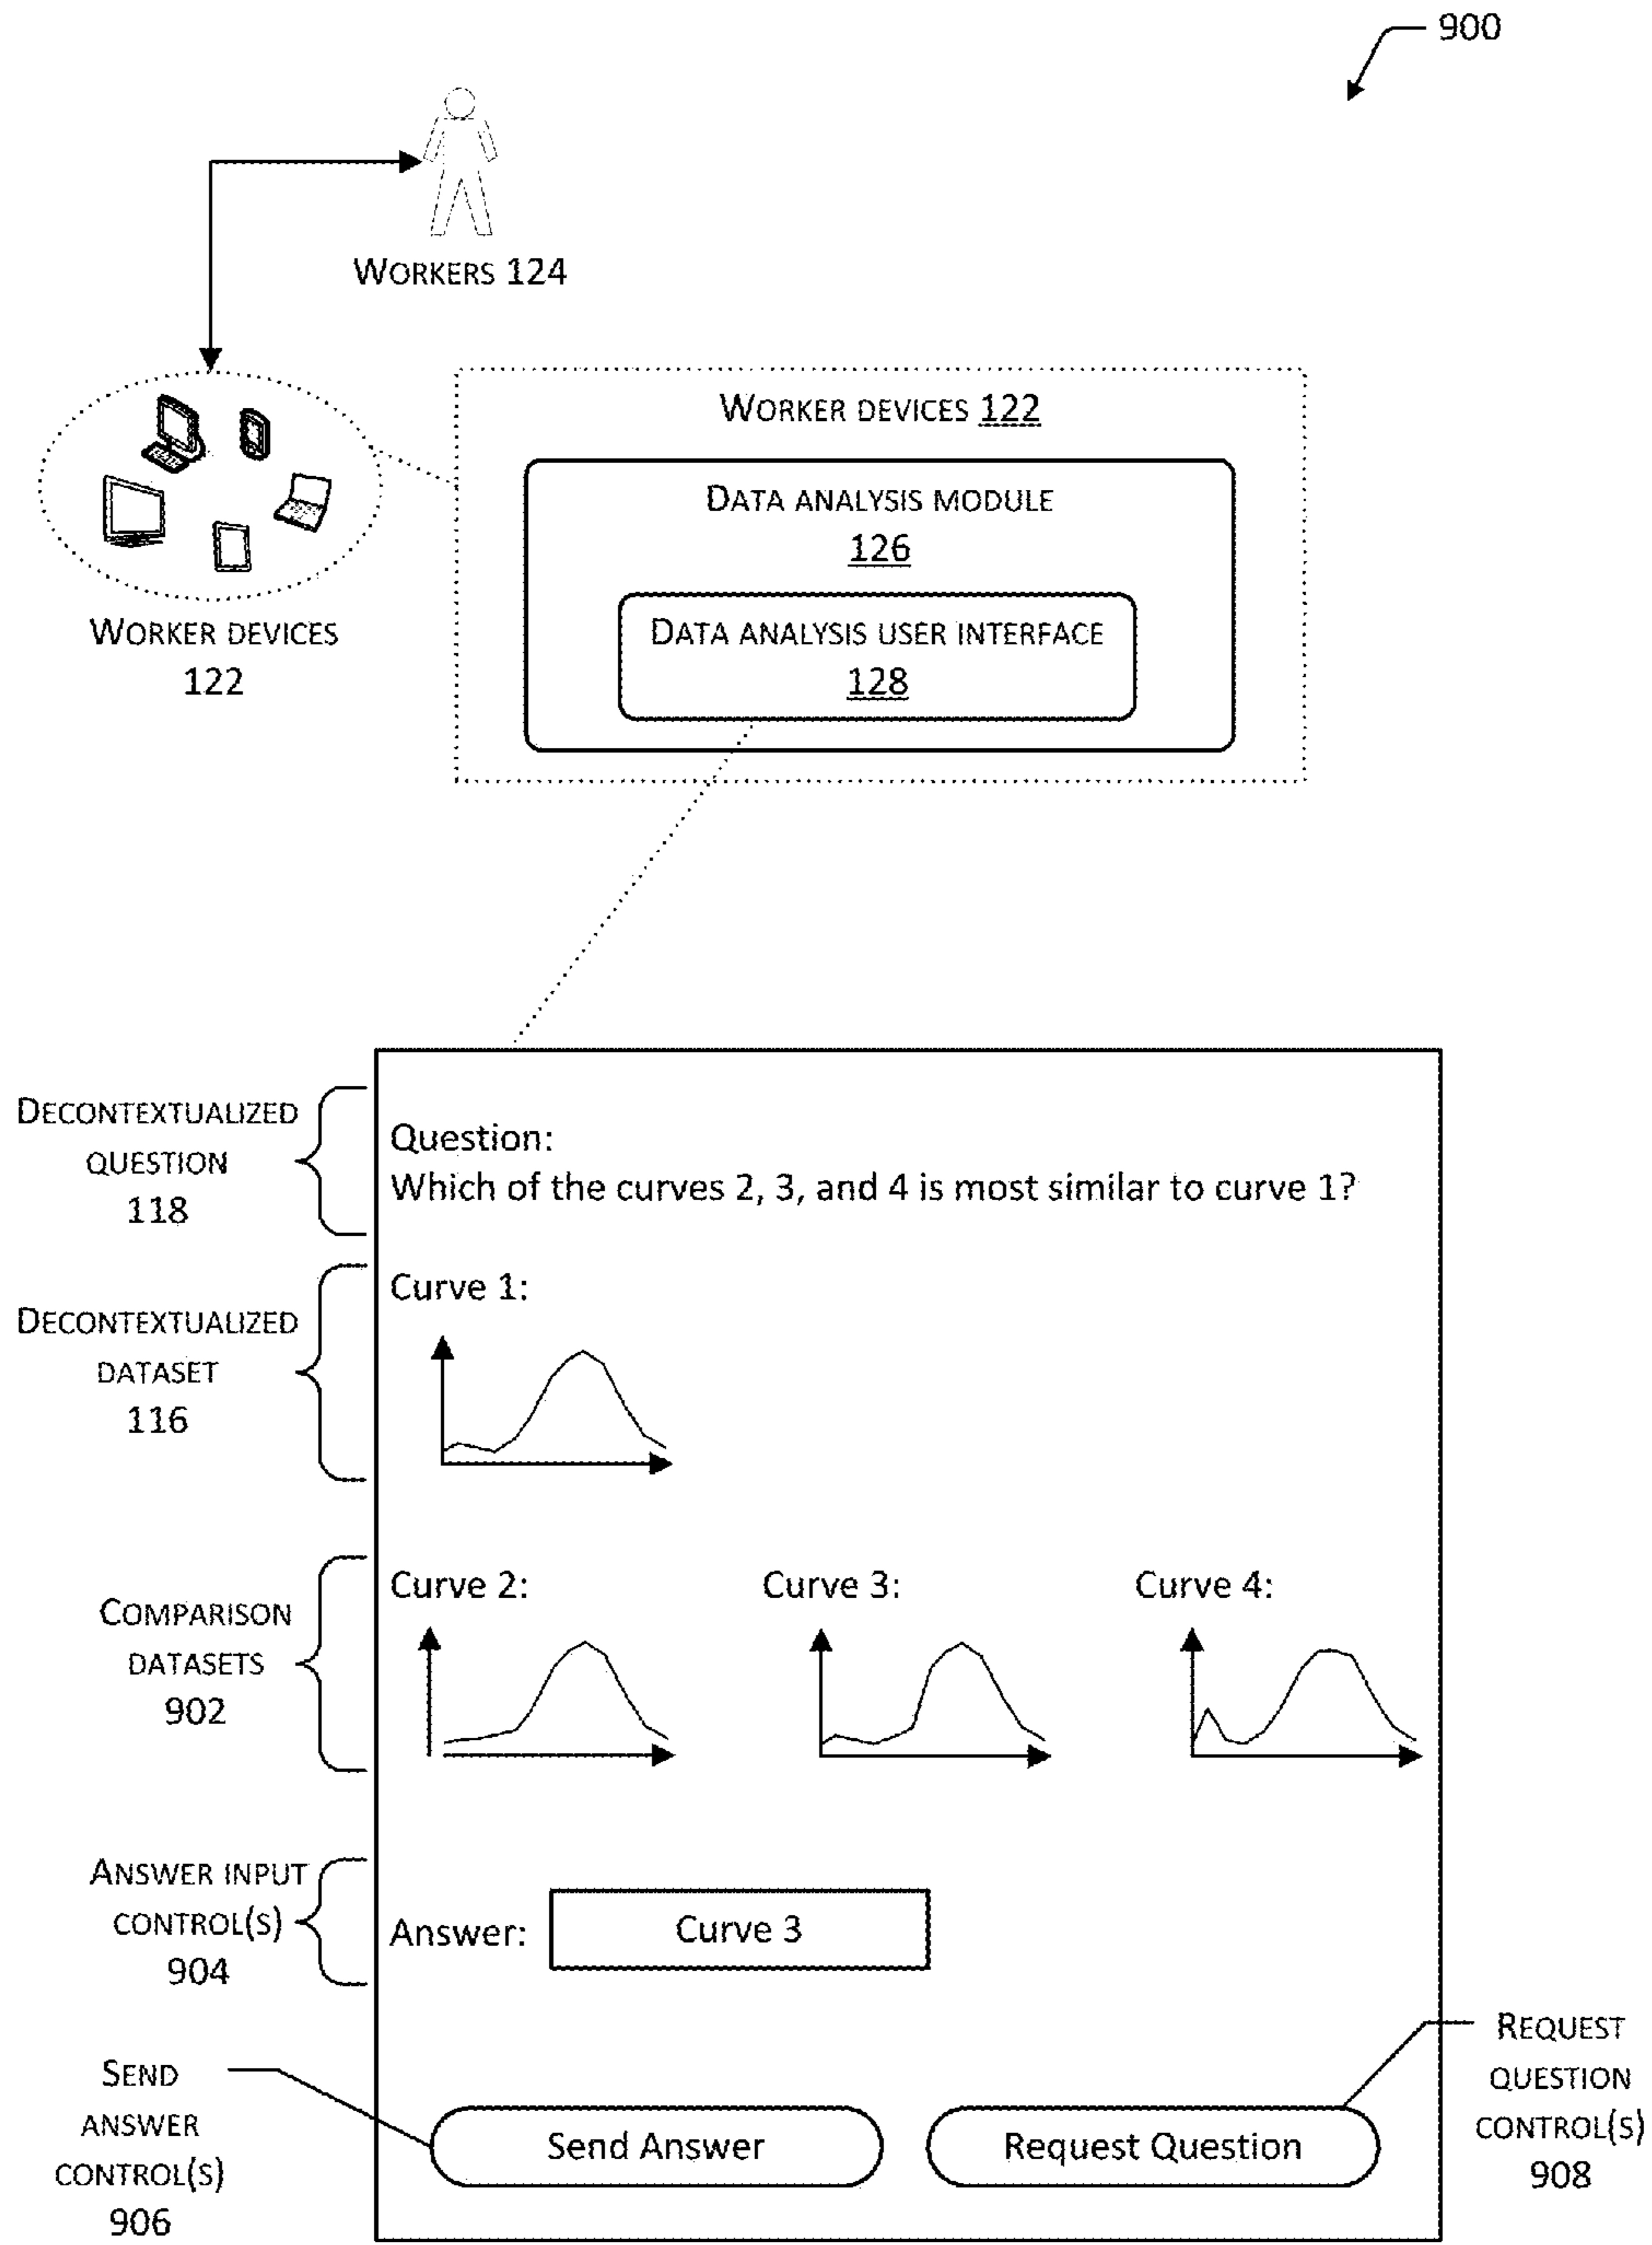 900
WORKERS 124
WORKER DEVICES 122
DATA ANALYSIS MODULE
126
DATA ANALYSIS USER INTERFACE
128
WORKER DEVICES
122
DECONTEXTUALIZED
QUESTION
118
Question:
Which of the curves 2, 3, and 4 is most similar to curve 1?
DECONTEXTUALIZED
DATASET
116
Curve 1:
COMPARISON
DATASETS
902
Curve 2:
Curve 3:
Curve 4:
ANSWER INPUT
CONTROL(S)
904
Answer:
Curve 3
SEND
ANSWER
CONTROL(S)
906
Send Answer
Request Question
REQUEST
QUESTION
CONTROL(S)
908